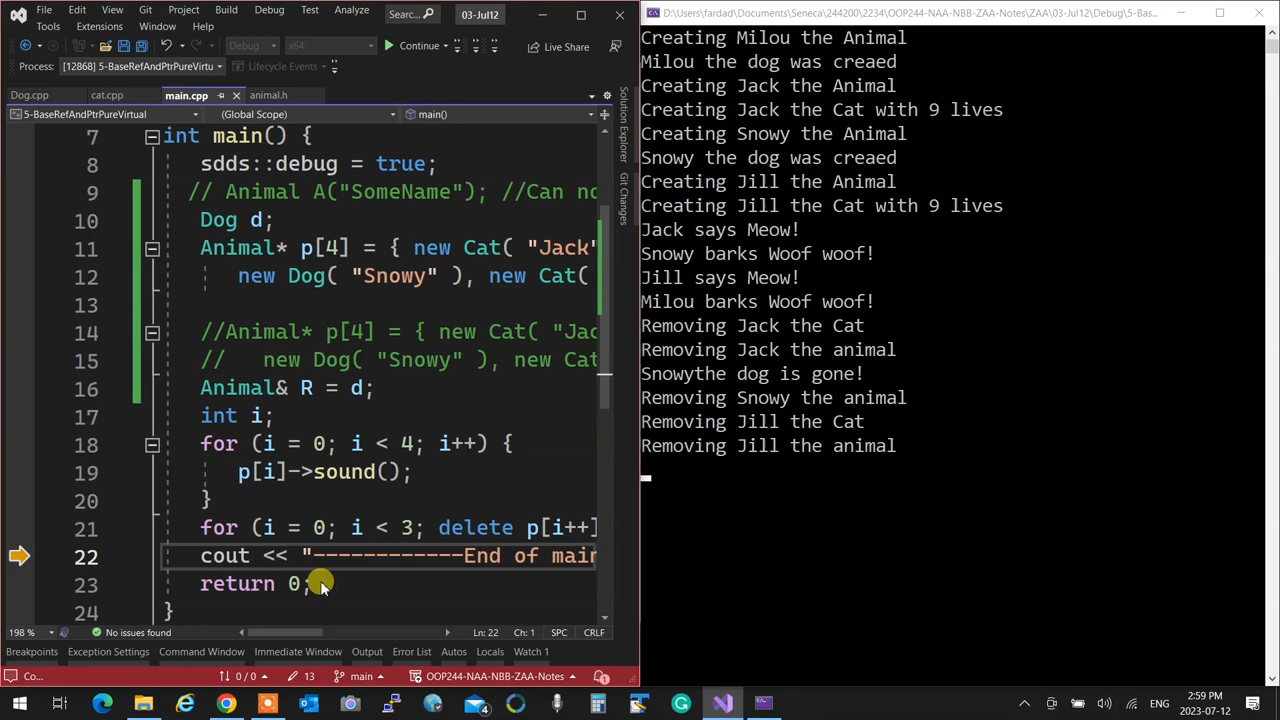 File Edit View Git Project Build Debug Test Analyze Searc... 03-Jul12
Tools Extensions Window Help
Debug x64 Continue Live Share
Process: [12868] 5-BaseRefAndPtrPureVirtu Lifecycle Events
Dog.cpp cat.cpp main.cpp animal.h
5-BaseRefAndPtrPureVirtual (Global Scope) main()
7 int main() {
8 sdds::debug = true;
9 // Animal A("SomeName"); //Can no
10 Dog d;
11 Animal* p[4] = { new Cat( "Jack"
12 new Dog( "Snowy" ), new Cat(
13
14 //Animal* p[4] = { new Cat( "Jac
15 // new Dog( "Snowy" ), new Cat
16 Animal& R = d;
17 int i;
18 for (i = 0; i < 4; i++) {
19 p[i]->sound();
20 }
21 for (i = 0; i < 3; delete p[i++]
22 cout << "------------End of main
23 return 0;
24 }
198 % No issues found Ln: 22 Ch: 1 SPC CRLF
Breakpoints Exception Settings Command Window Immediate Window Output Error List Autos Locals Watch 1
Co... 0 / 0 13 main OOP244-NAA-NBB-ZAA-Notes 1
Solution Explorer
Git Changes
D:\Users\fardad\Documents\Seneca\244200\2234\OOP244-NAA-NBB-ZAA-Notes\ZAA\03-Jul12\Debug\5-Bas...
Creating Milou the Animal
Milou the dog was creaed
Creating Jack the Animal
Creating Jack the Cat with 9 lives
Creating Snowy the Animal
Snowy the dog was creaed
Creating Jill the Animal
Creating Jill the Cat with 9 lives
Jack says Meow!
Snowy barks Woof woof!
Jill says Meow!
Milou barks Woof woof!
Removing Jack the Cat
Removing Jack the animal
Snowythe dog is gone!
Removing Snowy the animal
Removing Jill the Cat
Removing Jill the animal
4 ENG 2:59 PM
2023-07-12